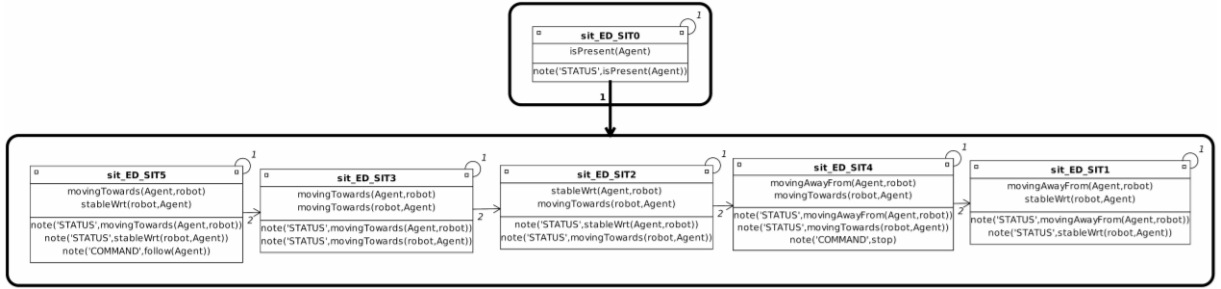 1
sit_ED_SIT0
isPresent(Agent)
note('STATUS',isPresent(Agent))
1
1
sit_ED_SIT5
movingTowards(Agent,robot)
stableWrt(robot,Agent)
note('STATUS',movingTowards(Agent,robot))
note('STATUS',stableWrt(robot,Agent))
note('COMMAND',follow(Agent))
2
1
sit_ED_SIT3
movingTowards(Agent,robot)
movingTowards(robot,Agent)
note('STATUS',movingTowards(Agent,robot))
note('STATUS',movingTowards(robot,Agent))
2
1
sit_ED_SIT2
stableWrt(Agent,robot)
movingTowards(robot,Agent)
note('STATUS',stableWrt(Agent,robot))
note('STATUS',movingTowards(robot,Agent))
2
1
sit_ED_SIT4
movingAwayFrom(Agent,robot)
movingTowards(robot,Agent)
note('STATUS',movingAwayFrom(Agent,robot))
note('STATUS',movingTowards(robot,Agent))
note('COMMAND',stop)
2
1
sit_ED_SIT1
movingAwayFrom(Agent,robot)
stableWrt(robot,Agent)
note('STATUS',movingAwayFrom(Agent,robot))
note('STATUS',stableWrt(robot,Agent))